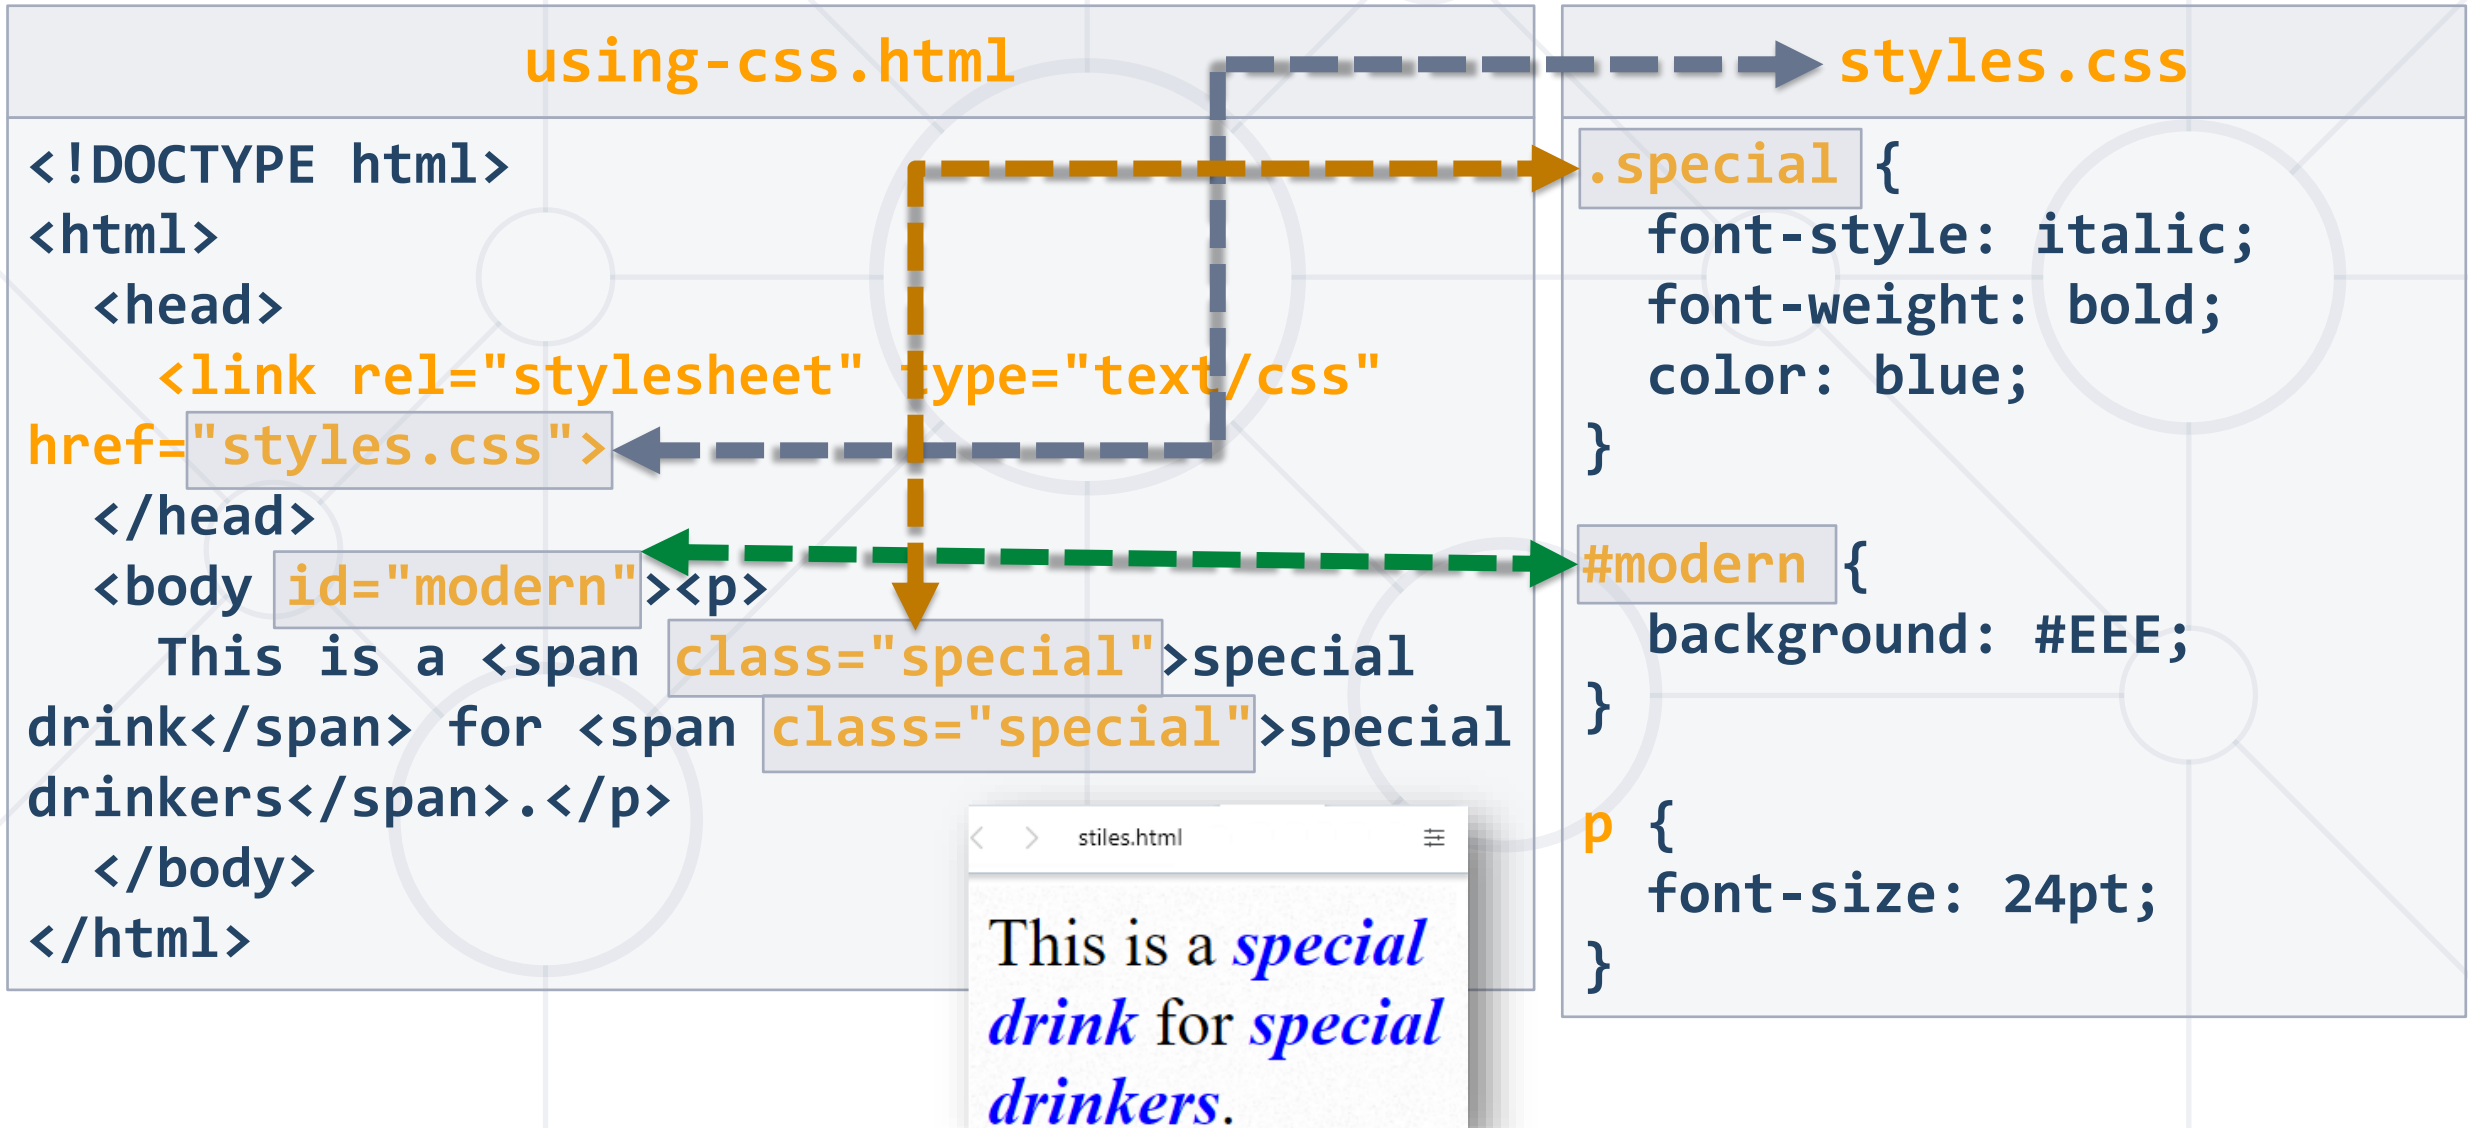 using-css.html
<!DOCTYPE html>
<html>
<head>
<link rel="stylesheet" type="text/css"
href="styles.css">
</head>
<body id="modern"><p>
This is a <span class="special">special
drink</span> for <span class="special">special
drinkers</span>.</p>
</body>
</html>
styles.css
.special {
font-style: italic;
font-weight: bold;
color: blue;
}
#modern {
background: #EEE;
}
p {
font-size: 24pt;
}
stiles.html
This is a special
drink for special
drinkers.